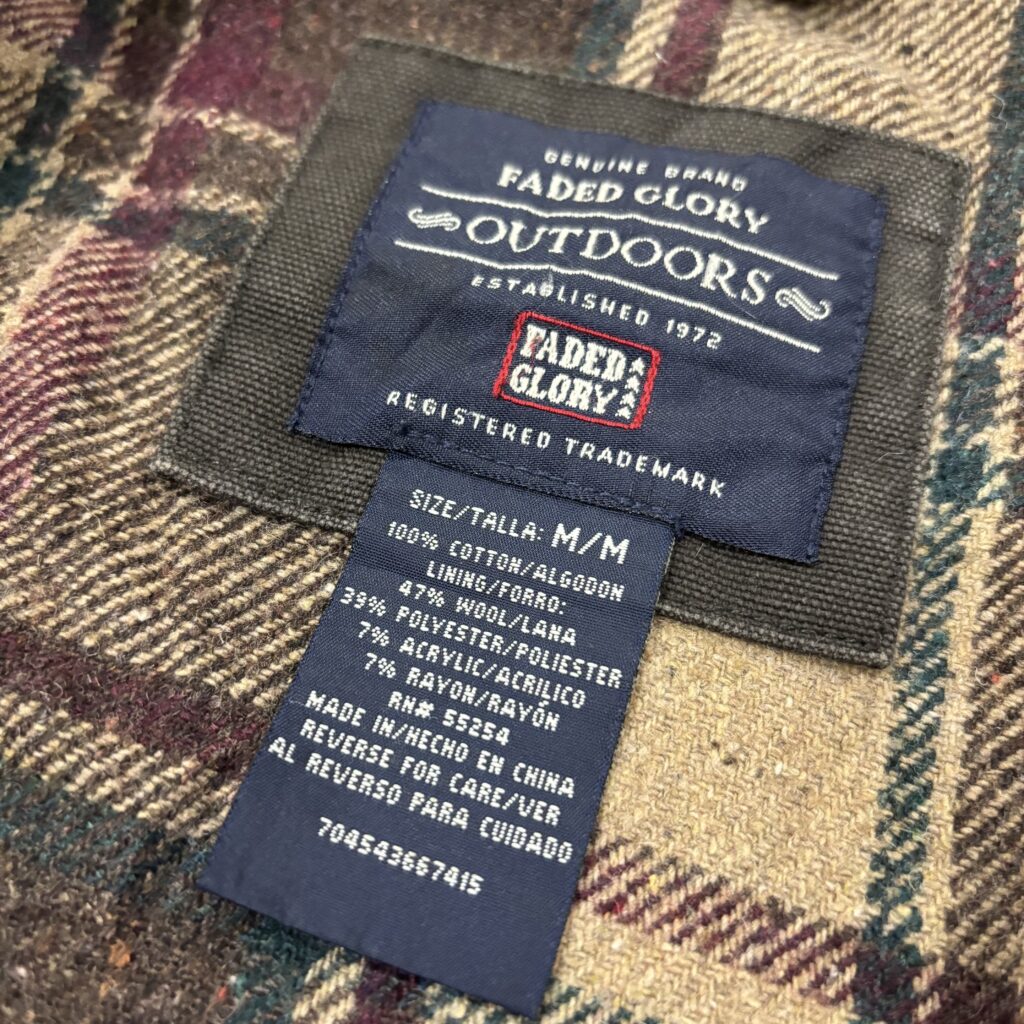 GENUINE BRAND
FADED GLORY
OUTDOORS
ESTABLISHED 1972
FADED
GLORY
REGISTERED TRADEMARK
SIZE/TALLA: M/M
100% COTTON/ALGODON
LINING/FORRO:
47% WOOL/LANA
39% POLYESTER/POLIESTER
7% ACRYLIC/ACRILICO
7% RAYON/RAYÓN
RN# 55254
MADE IN/HECHO EN CHINA
REVERSE FOR CARE/VER
AL REVERSO PARA CUIDADO
704543667415